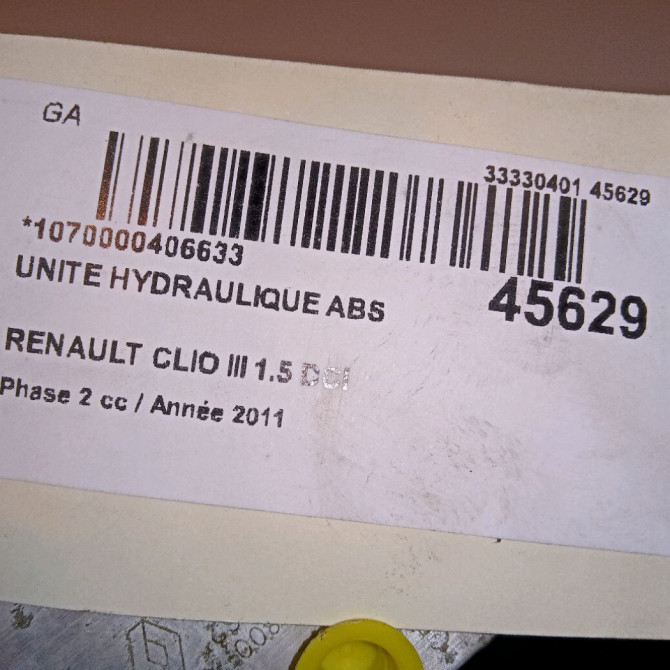 GA
33330401 45629
*1070000406633
45629
UNITE HYDRAULIQUE ABS
RENAULT CLIO III 1.5 DCI
Phase 2 cc / Année 2011